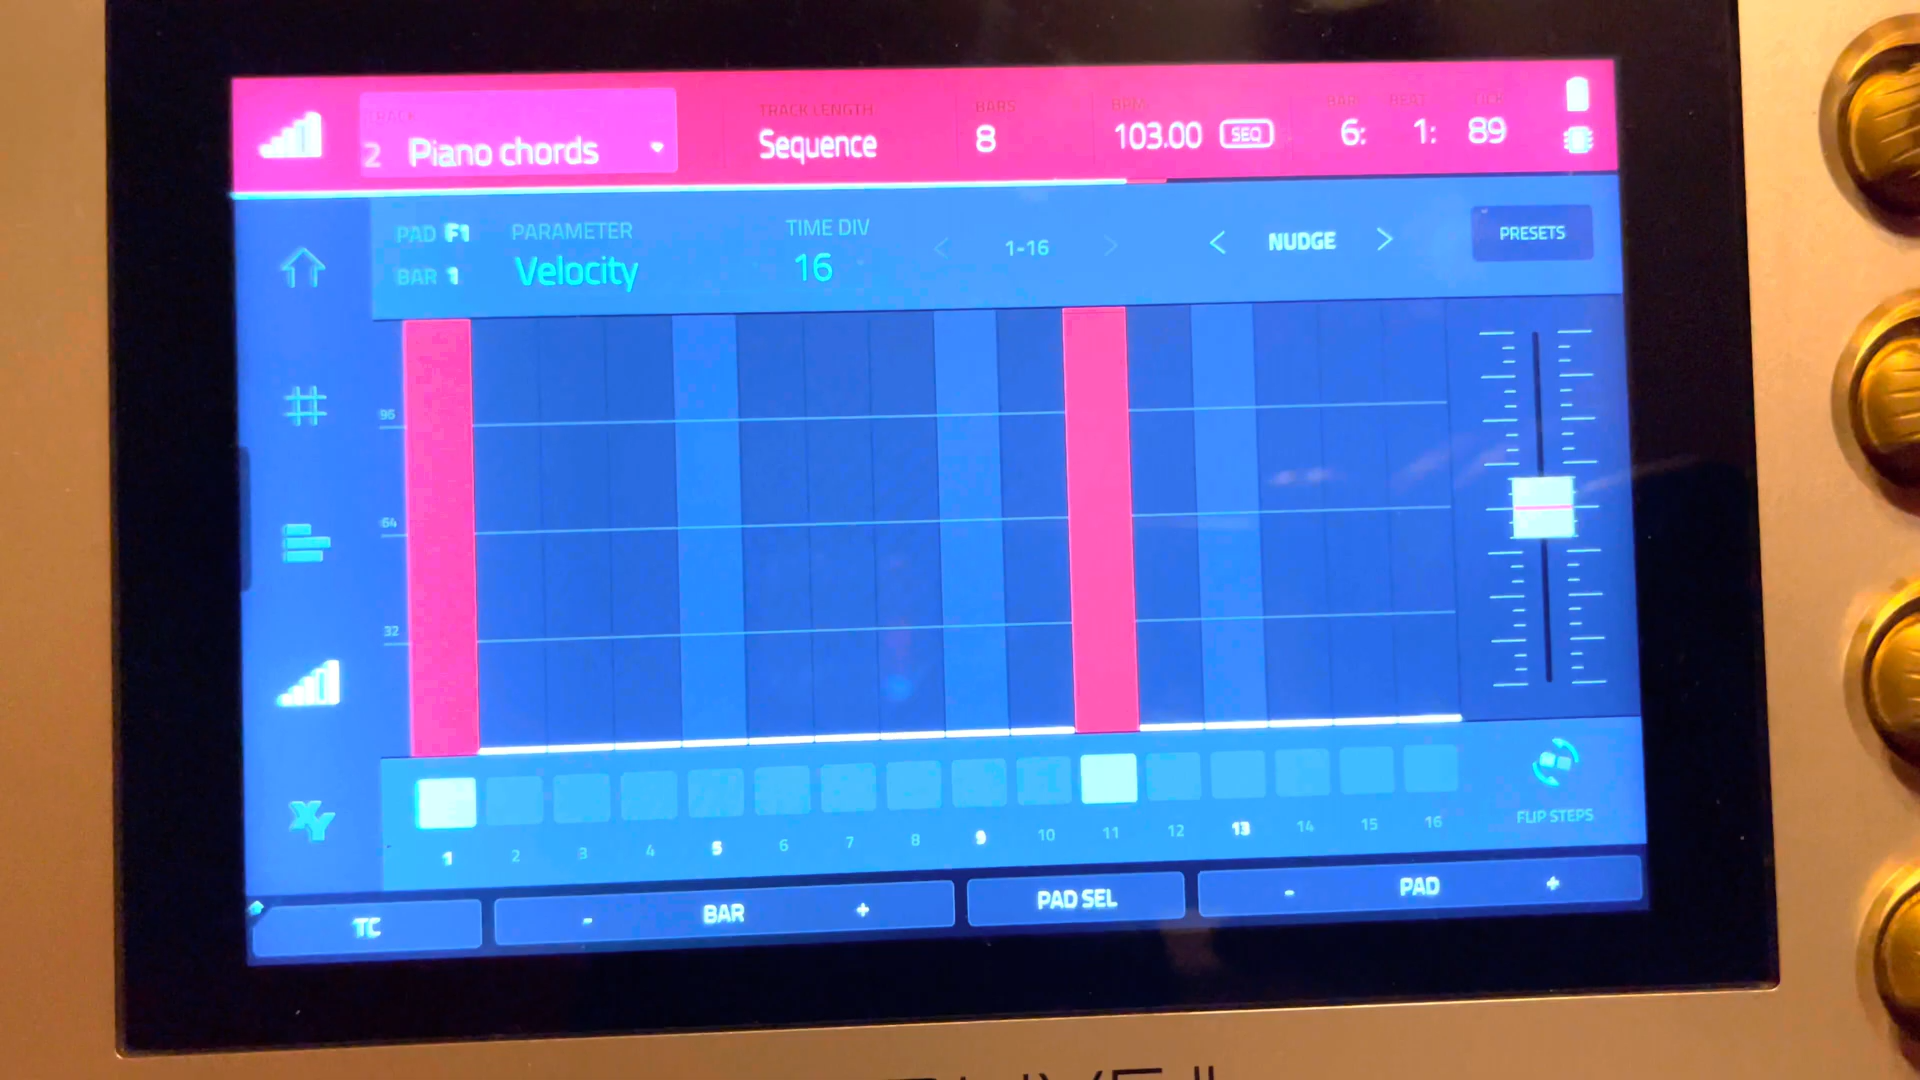 TRACK TRACK LENGTH BARS BPM BAR BEAT TICK
2 Piano chords Sequence 8 103.00 SEQ 6: 1: 89
PAD F1 PARAMETER TIME DIV
BAR 1 Velocity 16 < 1-16 > < NUDGE > PRESETS
96
64
32
1 2 3 4 5 6 7 8 9 10 11 12 13 14 15 16
FLIP STEPS
XY
TC - BAR + PAD SEL - PAD +